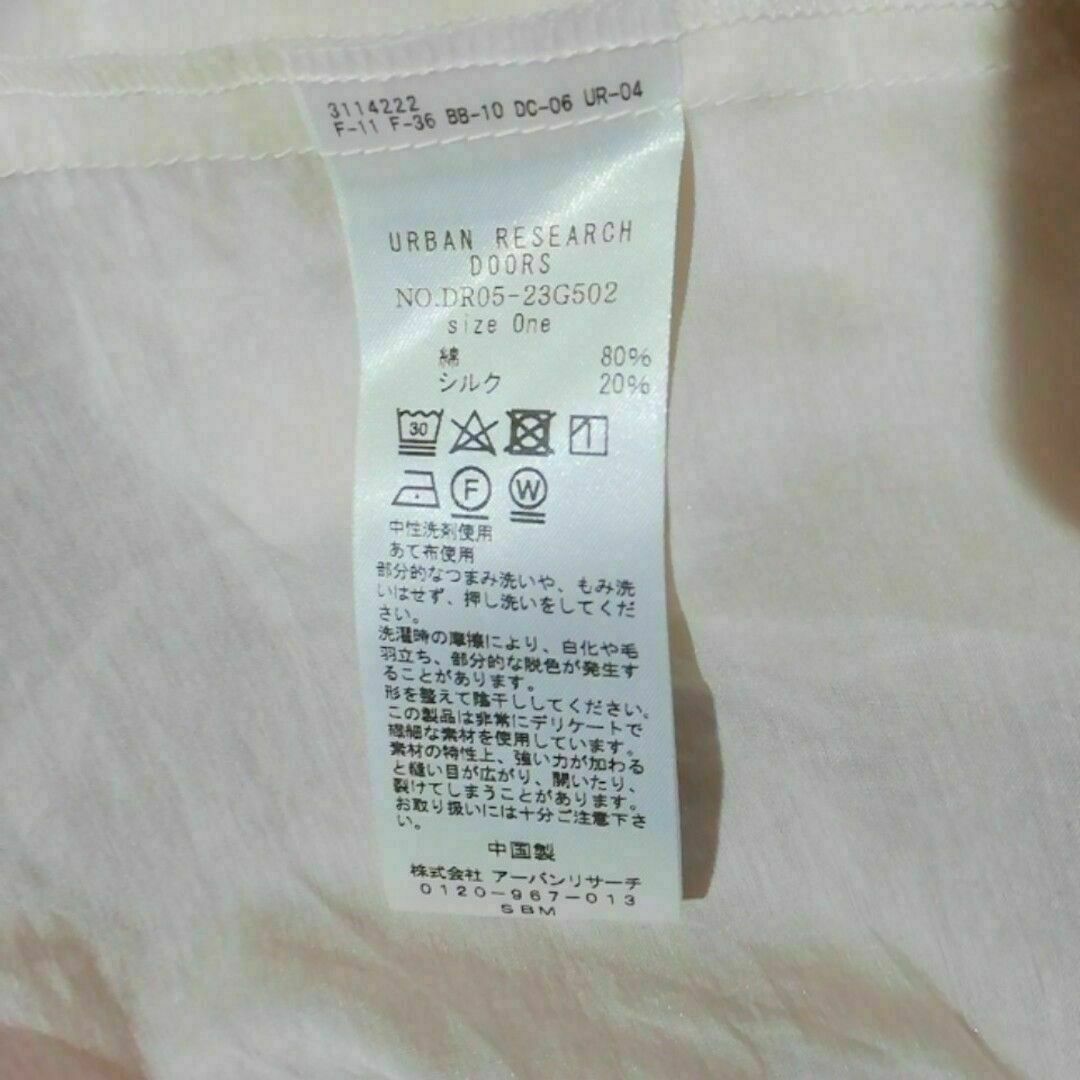 3114222
F-11 F-36 BB-10 DC-06 UR-04
URBAN RESEARCH
DOORS
NO.DR05-23G502
size One
綿 80%
シルク 20%
30
F W
中性洗剤使用
あて布使用
部分的なつまみ洗いや、もみ洗
いはせず、押し洗いをしてくだ
さい。
洗濯時の摩擦により、白化や毛
羽立ち、部分的な脱色が発生す
ることがあります。
形を整えて陰干ししてください。
この製品は非常にデリケートで
繊細な素材を使用しています。
素材の特性上、強い力が加わる
と縫い目が広がり、開いたり、
裂けてしまうことがあります。
お取り扱いには十分ご注意下さ
い。
中国製
株式会社 アーバンリサーチ
0120-967-013
SBM